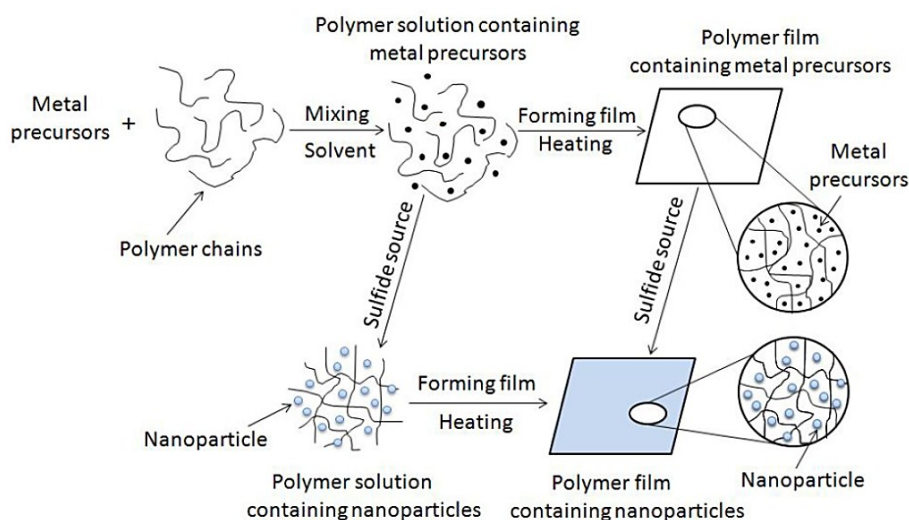 Polymer solution containing
metal precursors
Polymer film
containing metal precursors
Metal
precursors +
Mixing
Solvent
Forming film
Heating
Metal
precursors
Polymer chains
Sulfide source
Sulfide source
Forming film
Heating
Nanoparticle
Nanoparticle
Polymer solution
containing nanoparticles
Polymer film
containing nanoparticles